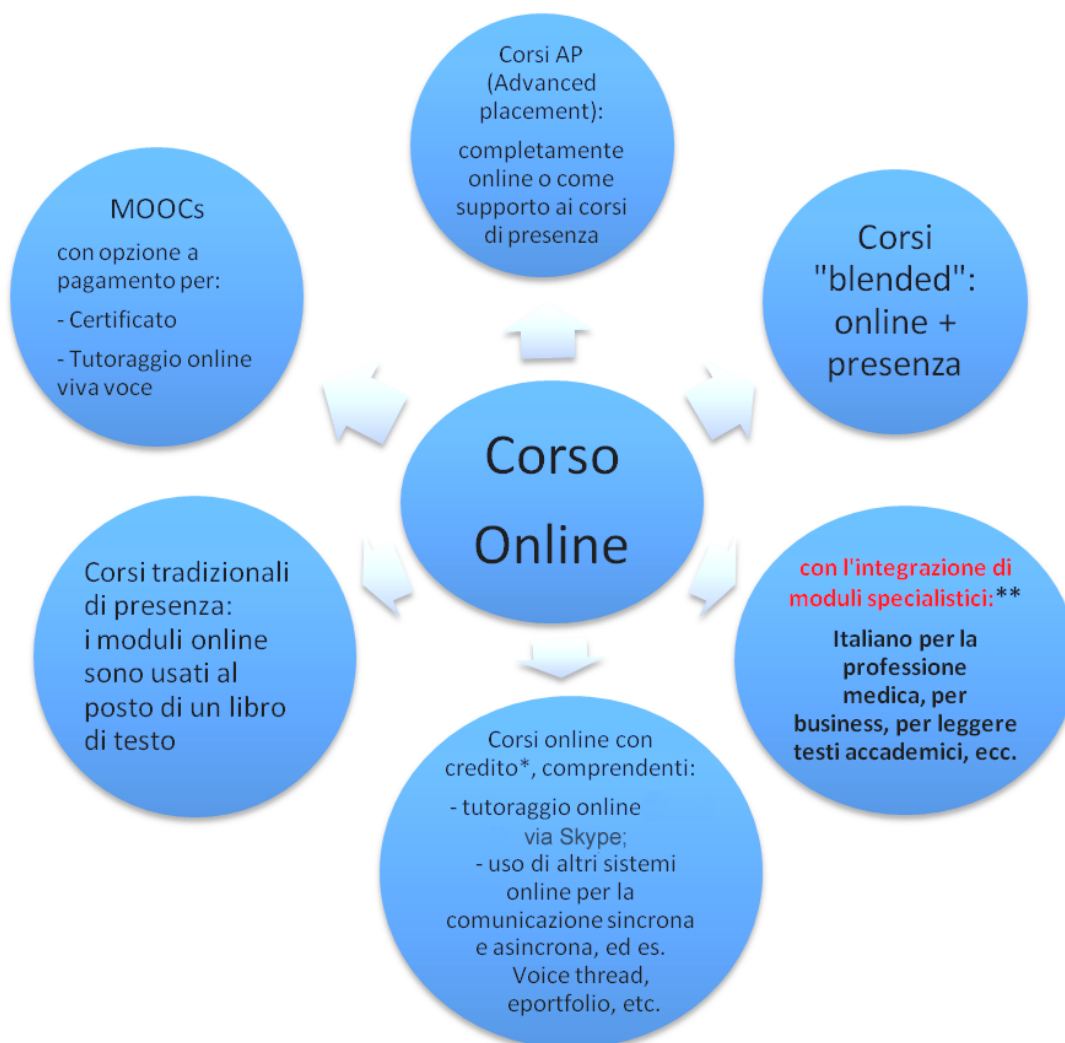 Corsi AP
(Advanced
placement):
completamente
online o come
supporto ai corsi
di presenza
MOOCs
con opzione a
pagamento per:
- Certificato
- Tutoraggio online
viva voce
Corsi
"blended":
online +
presenza
Corso
Online
Corsi tradizionali
di presenza:
i moduli online
sono usati al
posto di un libro
di testo
con l'integrazione di
moduli specialistici:**
Italiano per la
professione
medica, per
business, per leggere
testi accademici, ecc.
Corsi online con
credito*, comprendenti:
- tutoraggio online
via Skype;
- uso di altri sistemi
online per la
comunicazione sincrona
e asincrona, ed es.
Voice thread,
eportfolio, etc.